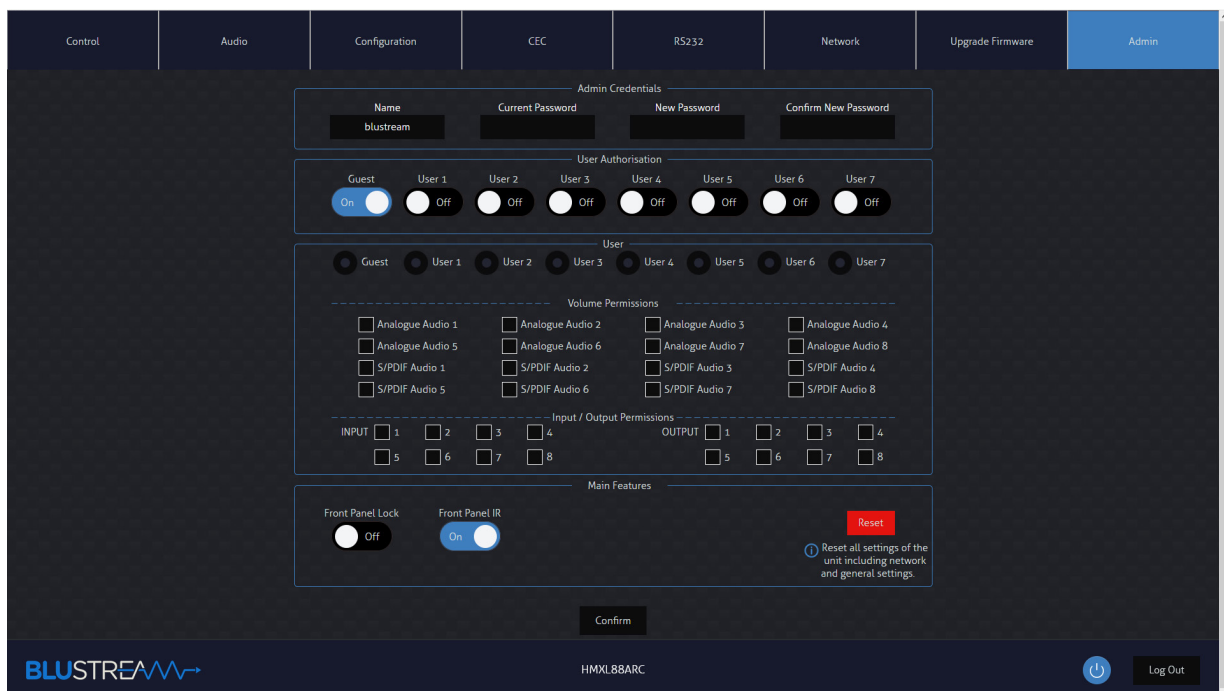 Control Audio Configuration CEC RS232 Network Upgrade Firmware Admin
Admin Credentials
Name Current Password New Password Confirm New Password
blustream
User Authorisation
Guest User 1 User 2 User 3 User 4 User 5 User 6 User 7
On Off Off Off Off Off Off Off
User
Guest User 1 User 2 User 3 User 4 User 5 User 6 User 7
Volume Permissions
Analogue Audio 1 Analogue Audio 2 Analogue Audio 3 Analogue Audio 4
Analogue Audio 5 Analogue Audio 6 Analogue Audio 7 Analogue Audio 8
S/PDIF Audio 1 S/PDIF Audio 2 S/PDIF Audio 3 S/PDIF Audio 4
S/PDIF Audio 5 S/PDIF Audio 6 S/PDIF Audio 7 S/PDIF Audio 8
Input / Output Permissions
INPUT 1 2 3 4 OUTPUT 1 2 3 4
5 6 7 8 5 6 7 8
Main Features
Front Panel Lock Front Panel IR
Off On
Reset
Reset all settings of the
unit including network
and general settings.
Confirm
BLUSTREAM HMXL88ARC Log Out